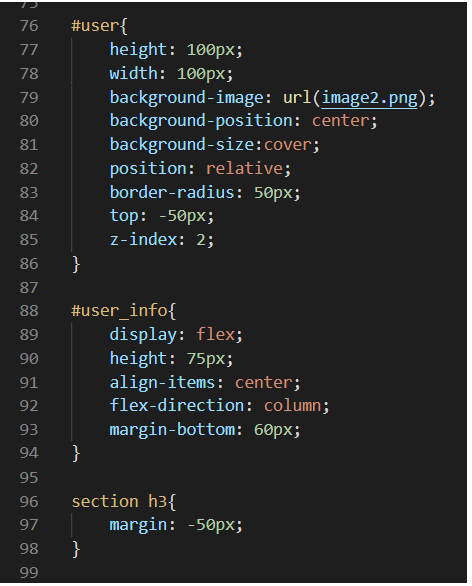 76 #user{
77 height: 100px;
78 width: 100px;
79 background-image: url(image2.png);
80 background-position: center;
81 background-size:cover;
82 position: relative;
83 border-radius: 50px;
84 top: -50px;
85 z-index: 2;
86 }
87
88 #user_info{
89 display: flex;
90 height: 75px;
91 align-items: center;
92 flex-direction: column;
93 margin-bottom: 60px;
94 }
95
96 section h3{
97 margin: -50px;
98 }
99